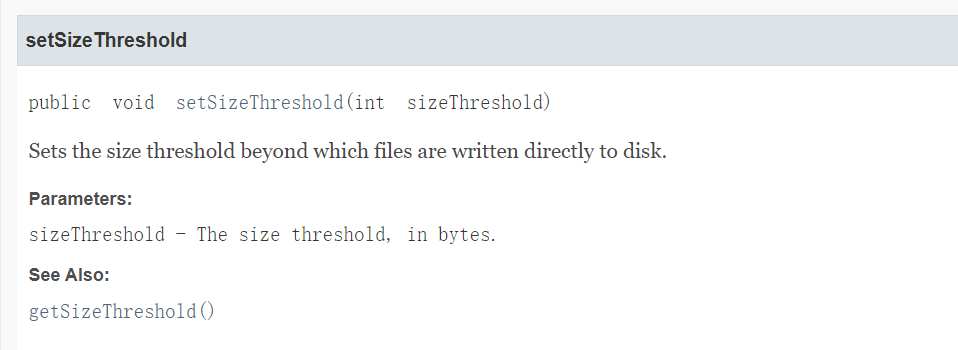 setSizeThreshold
public void setSizeThreshold(int sizeThreshold)
Sets the size threshold beyond which files are written directly to disk.
Parameters:
sizeThreshold - The size threshold, in bytes.
See Also:
getSizeThreshold()